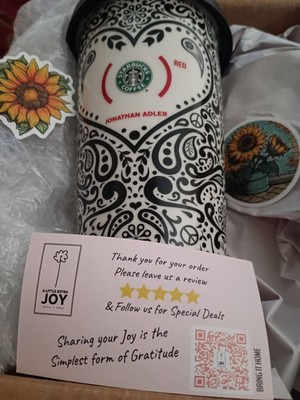 STARBUCKS
COFFEE
RED
JONATHAN ADLER
Thank you for your order
Please leave us a review
& Follow us for Special Deals
A LITTLE EXTRA
JOY
Sharing your Joy is the
Simplest form of Gratitude
BRING IT HOME